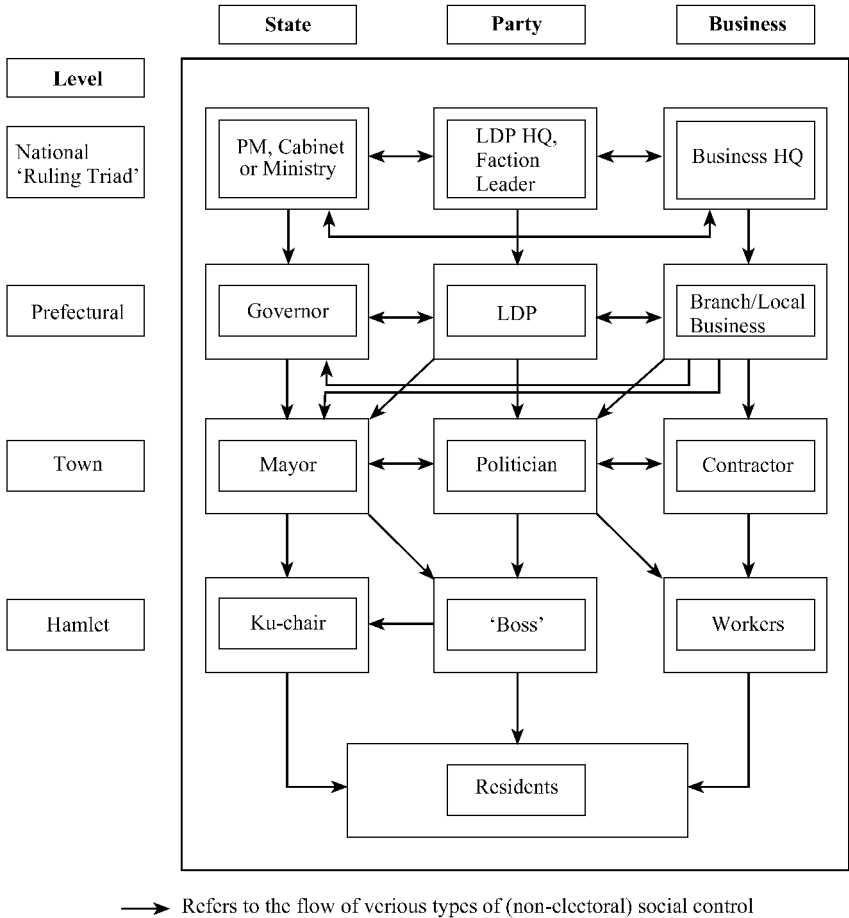 State
Party
Business
Level
National
‘Ruling Triad’
PM, Cabinet
or Ministry
LDP HQ,
Faction
Leader
Business HQ
Prefectural
Governor
LDP
Branch/Local
Business
Town
Mayor
Politician
Contractor
Hamlet
Ku-chair
‘Boss’
Workers
Residents
Refers to the flow of verious types of (non-electoral) social control